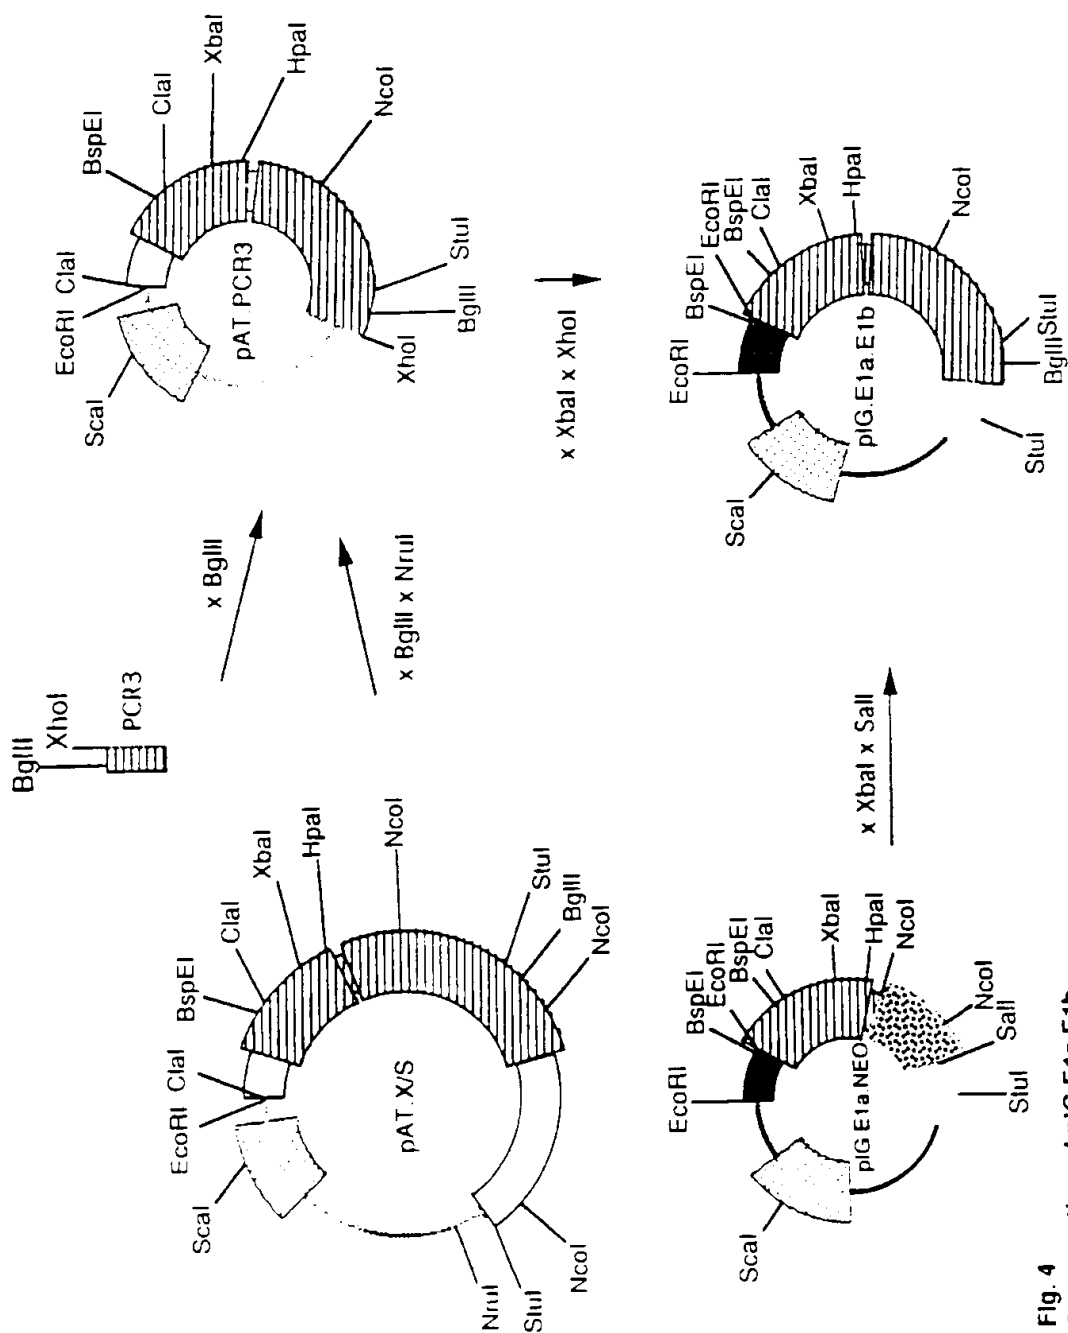 BglII
XhoI
PCR3
x BglII
x BglII x NruI
EcoRI
ClaI
BspEI
ClaI
XbaI
HpaI
NcoI
StuI
BglII
XhoI
ScaI
pAT.PCR3
EcoRI
ClaI
BspEI
ClaI
XbaI
HpaI
NcoI
StuI
BglII
NcoI
NcoI
StuI
NruI
ScaI
pAT.X/S
x XbaI x XhoI
x XbaI x SalI
EcoRI
BspEI
EcoRI
BspEI
ClaI
XbaI
HpaI
NcoI
NcoI
SalI
StuI
ScaI
pIG.E1a.NEO
EcoRI
BspEI
EcoRI
BspEI
ClaI
XbaI
HpaI
NcoI
StuI
BglII
StuI
ScaI
pIG.E1a.E1b
Fig. 4